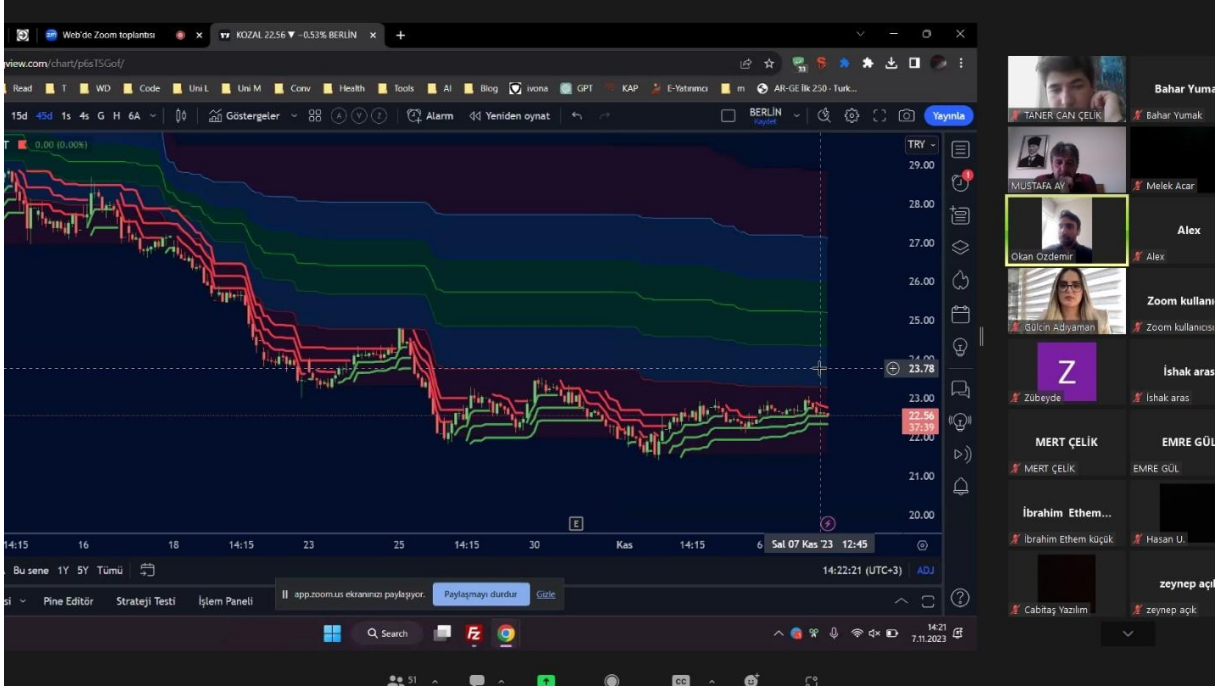 Web'de Zoom toplantısı
KOZAL 22.56 ▼ −0.53% BERLİN
view.com/chart/p6sTSGof/
Read T WD Code Uni L Uni M Conv Health Tools AI Blog ivona GPT KAP E-Yatırımcı m AR-GE İlk 250 - Turk...
15d 45d 1s 4s G H 6A Göstergeler A V Z Alarm Yeniden oynat BERLİN Kaydet Yayınla
T 0.00 (0.00%)
TRY
29.00
28.00
27.00
26.00
25.00
24.00
23.78
23.00
22.56
37:39
22.00
21.00
20.00
E
14:15 16 18 14:15 23 25 14:15 30 Kas 14:15 6 Sal 07 Kas '23 12:45
Bu sene 1Y 5Y Tümü 14:22:21 (UTC+3) ADJ
si Pine Editör Strateji Testi İşlem Paneli
app.zoom.us ekranınızı paylaşıyor. Paylaşmayı durdur Gizle
Search
14:21
7.11.2023
51
CC
TANER CAN ÇELİK
Bahar Yuma
Bahar Yumak
MUSTAFA AY
Melek Acar
Okan Ozdemir
Alex
Alex
Gülcin Adıyaman
Zoom kullanı
Zoom kullanıcısı
Z
Zübeyde
İshak aras
İshak aras
MERT ÇELİK
MERT ÇELİK
EMRE GÜL
EMRE GÜL
İbrahim Ethem...
İbrahim Ethem küçük
Hasan U.
Cabitaş Yazılım
zeynep açı
zeynep açık